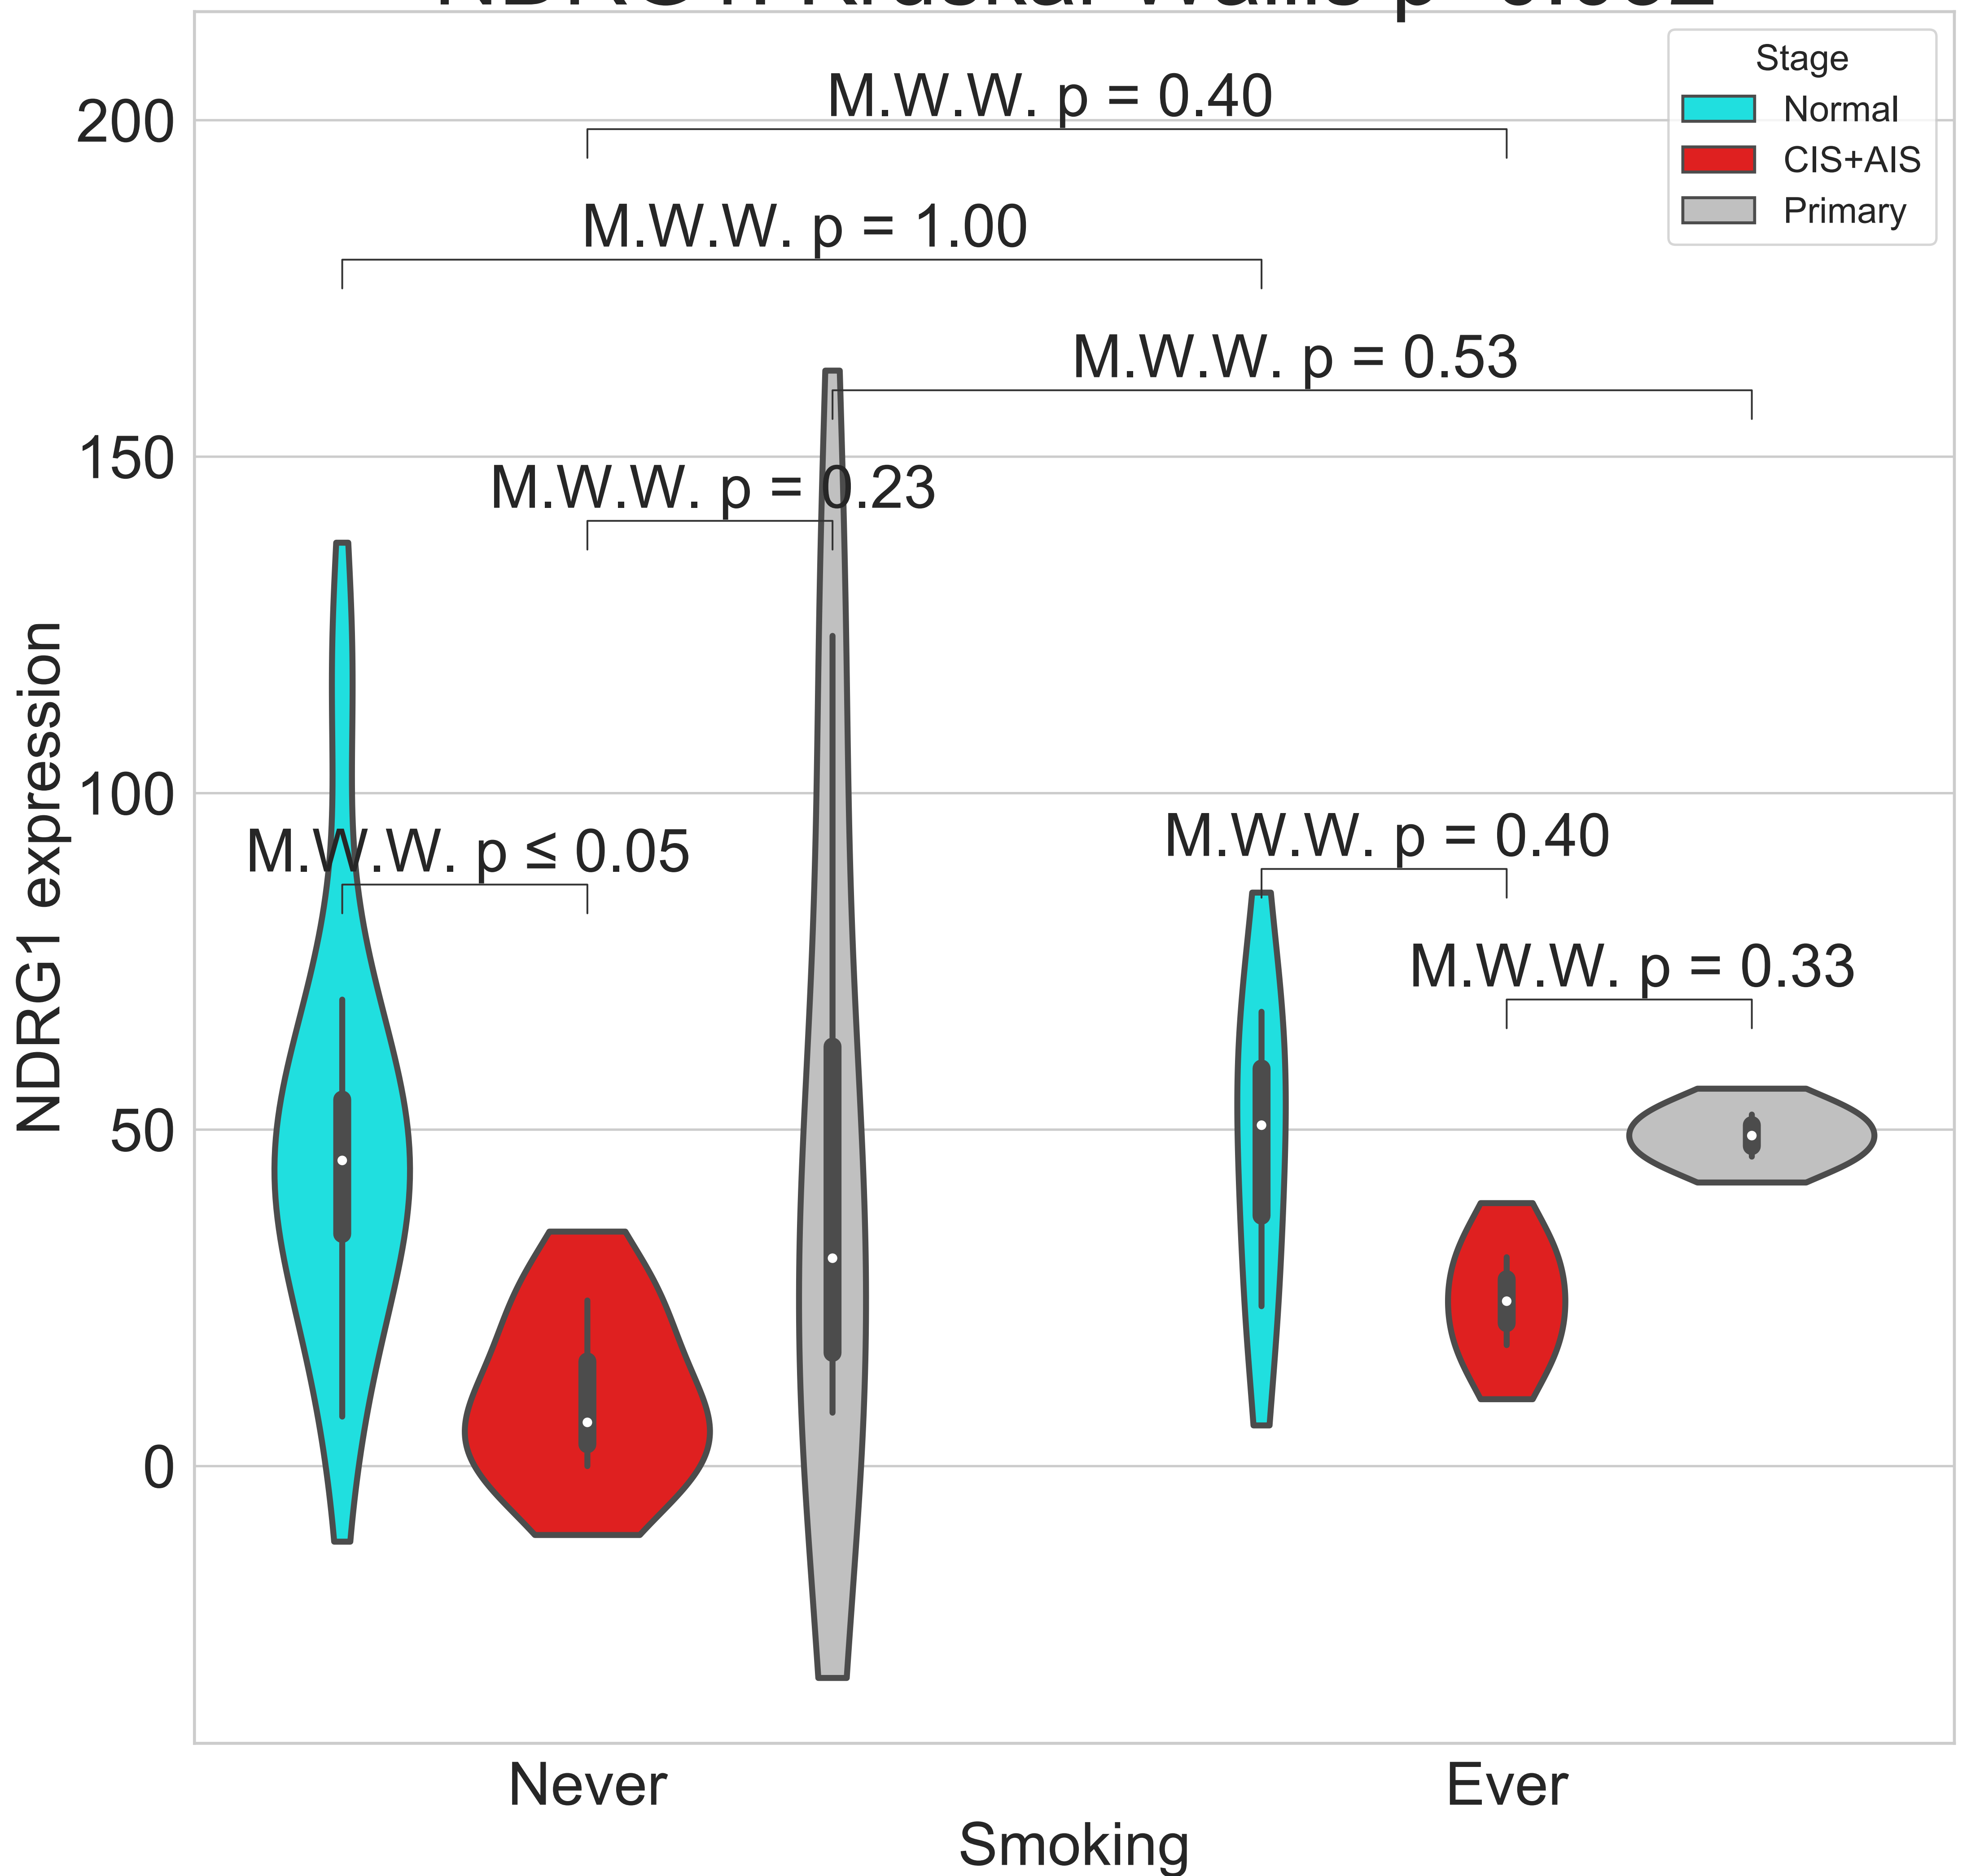 Stage
Normal
CIS+AIS
Primary
M.W.W. p = 0.40
M.W.W. p = 1.00
M.W.W. p = 0.53
M.W.W. p = 0.23
M.W.W. p ≤ 0.05
M.W.W. p = 0.40
M.W.W. p = 0.33
200
150
100
50
0
NDRG1 expression
Never
Ever
Smoking